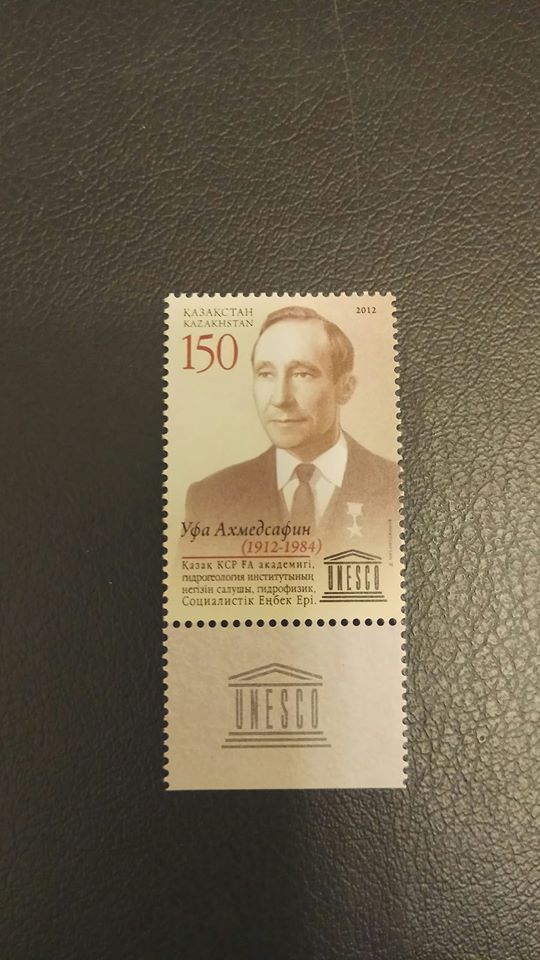 ҚАЗАҚСТАН
KAZAKHSTAN
2012
150
Уфа Ахмедсафин
(1912-1984)
Қазақ КСР ҒА академигі,
гидрогеология институтының
негізін салушы, гидрофизик,
Социалистік Еңбек Ері.
UNESCO
UNESCO